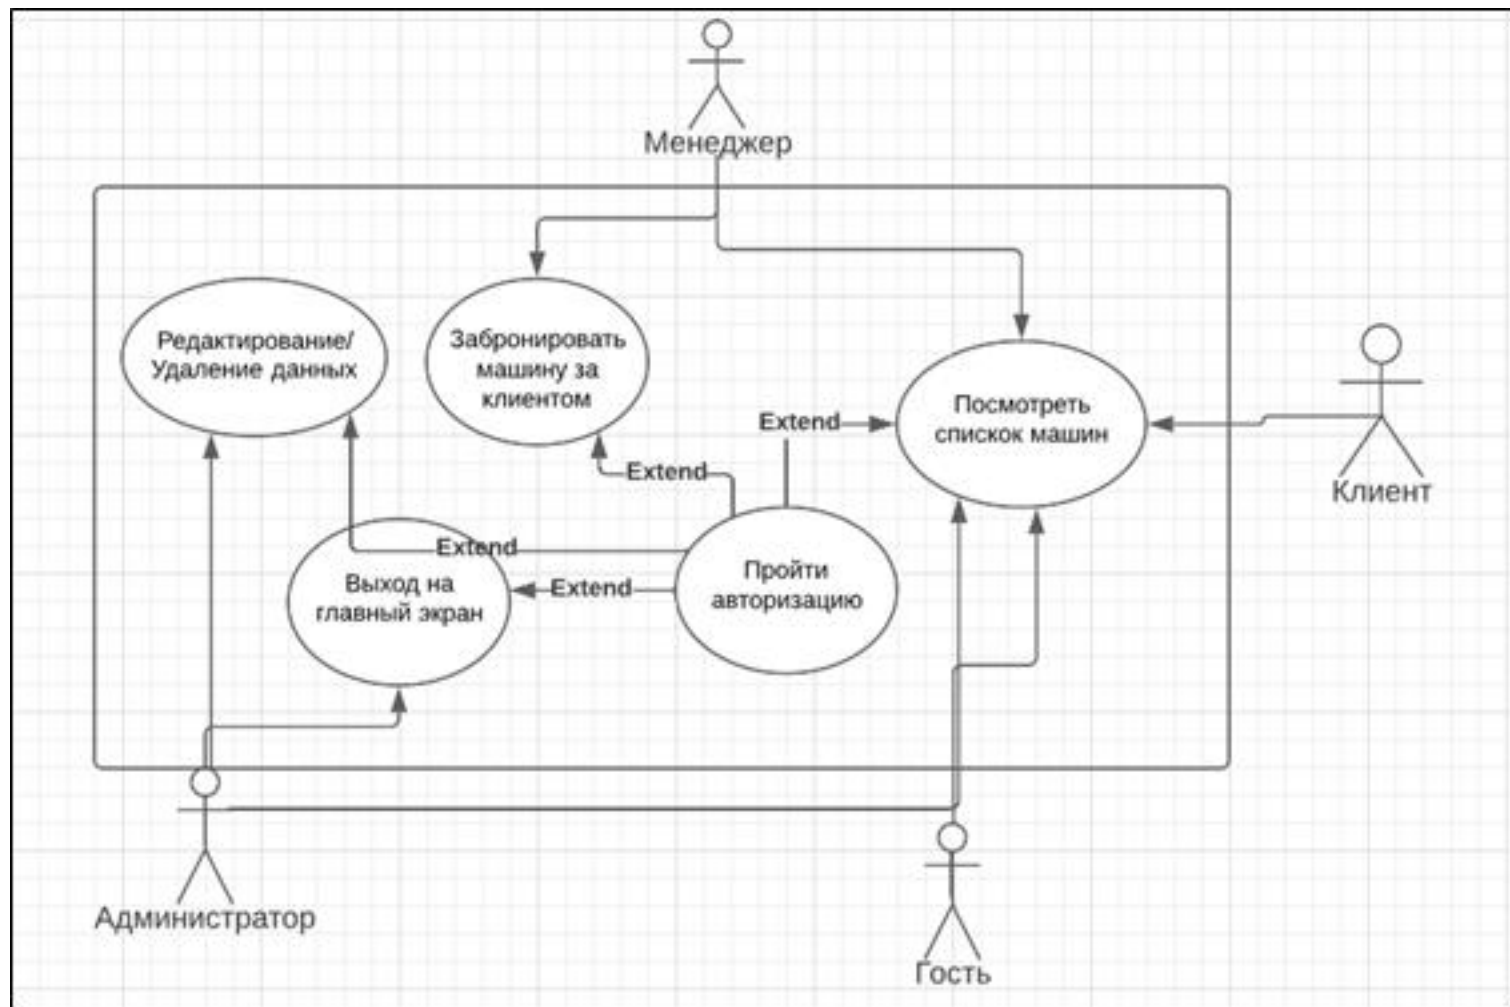 Менеджер
Редактирование/
Удаление данных
Забронировать
машину за
клиентом
Посмотреть
спискок машин
Клиент
Extend
Extend
Extend
Extend
Выход на
главный экран
Пройти
авторизацию
Администратор
Гость